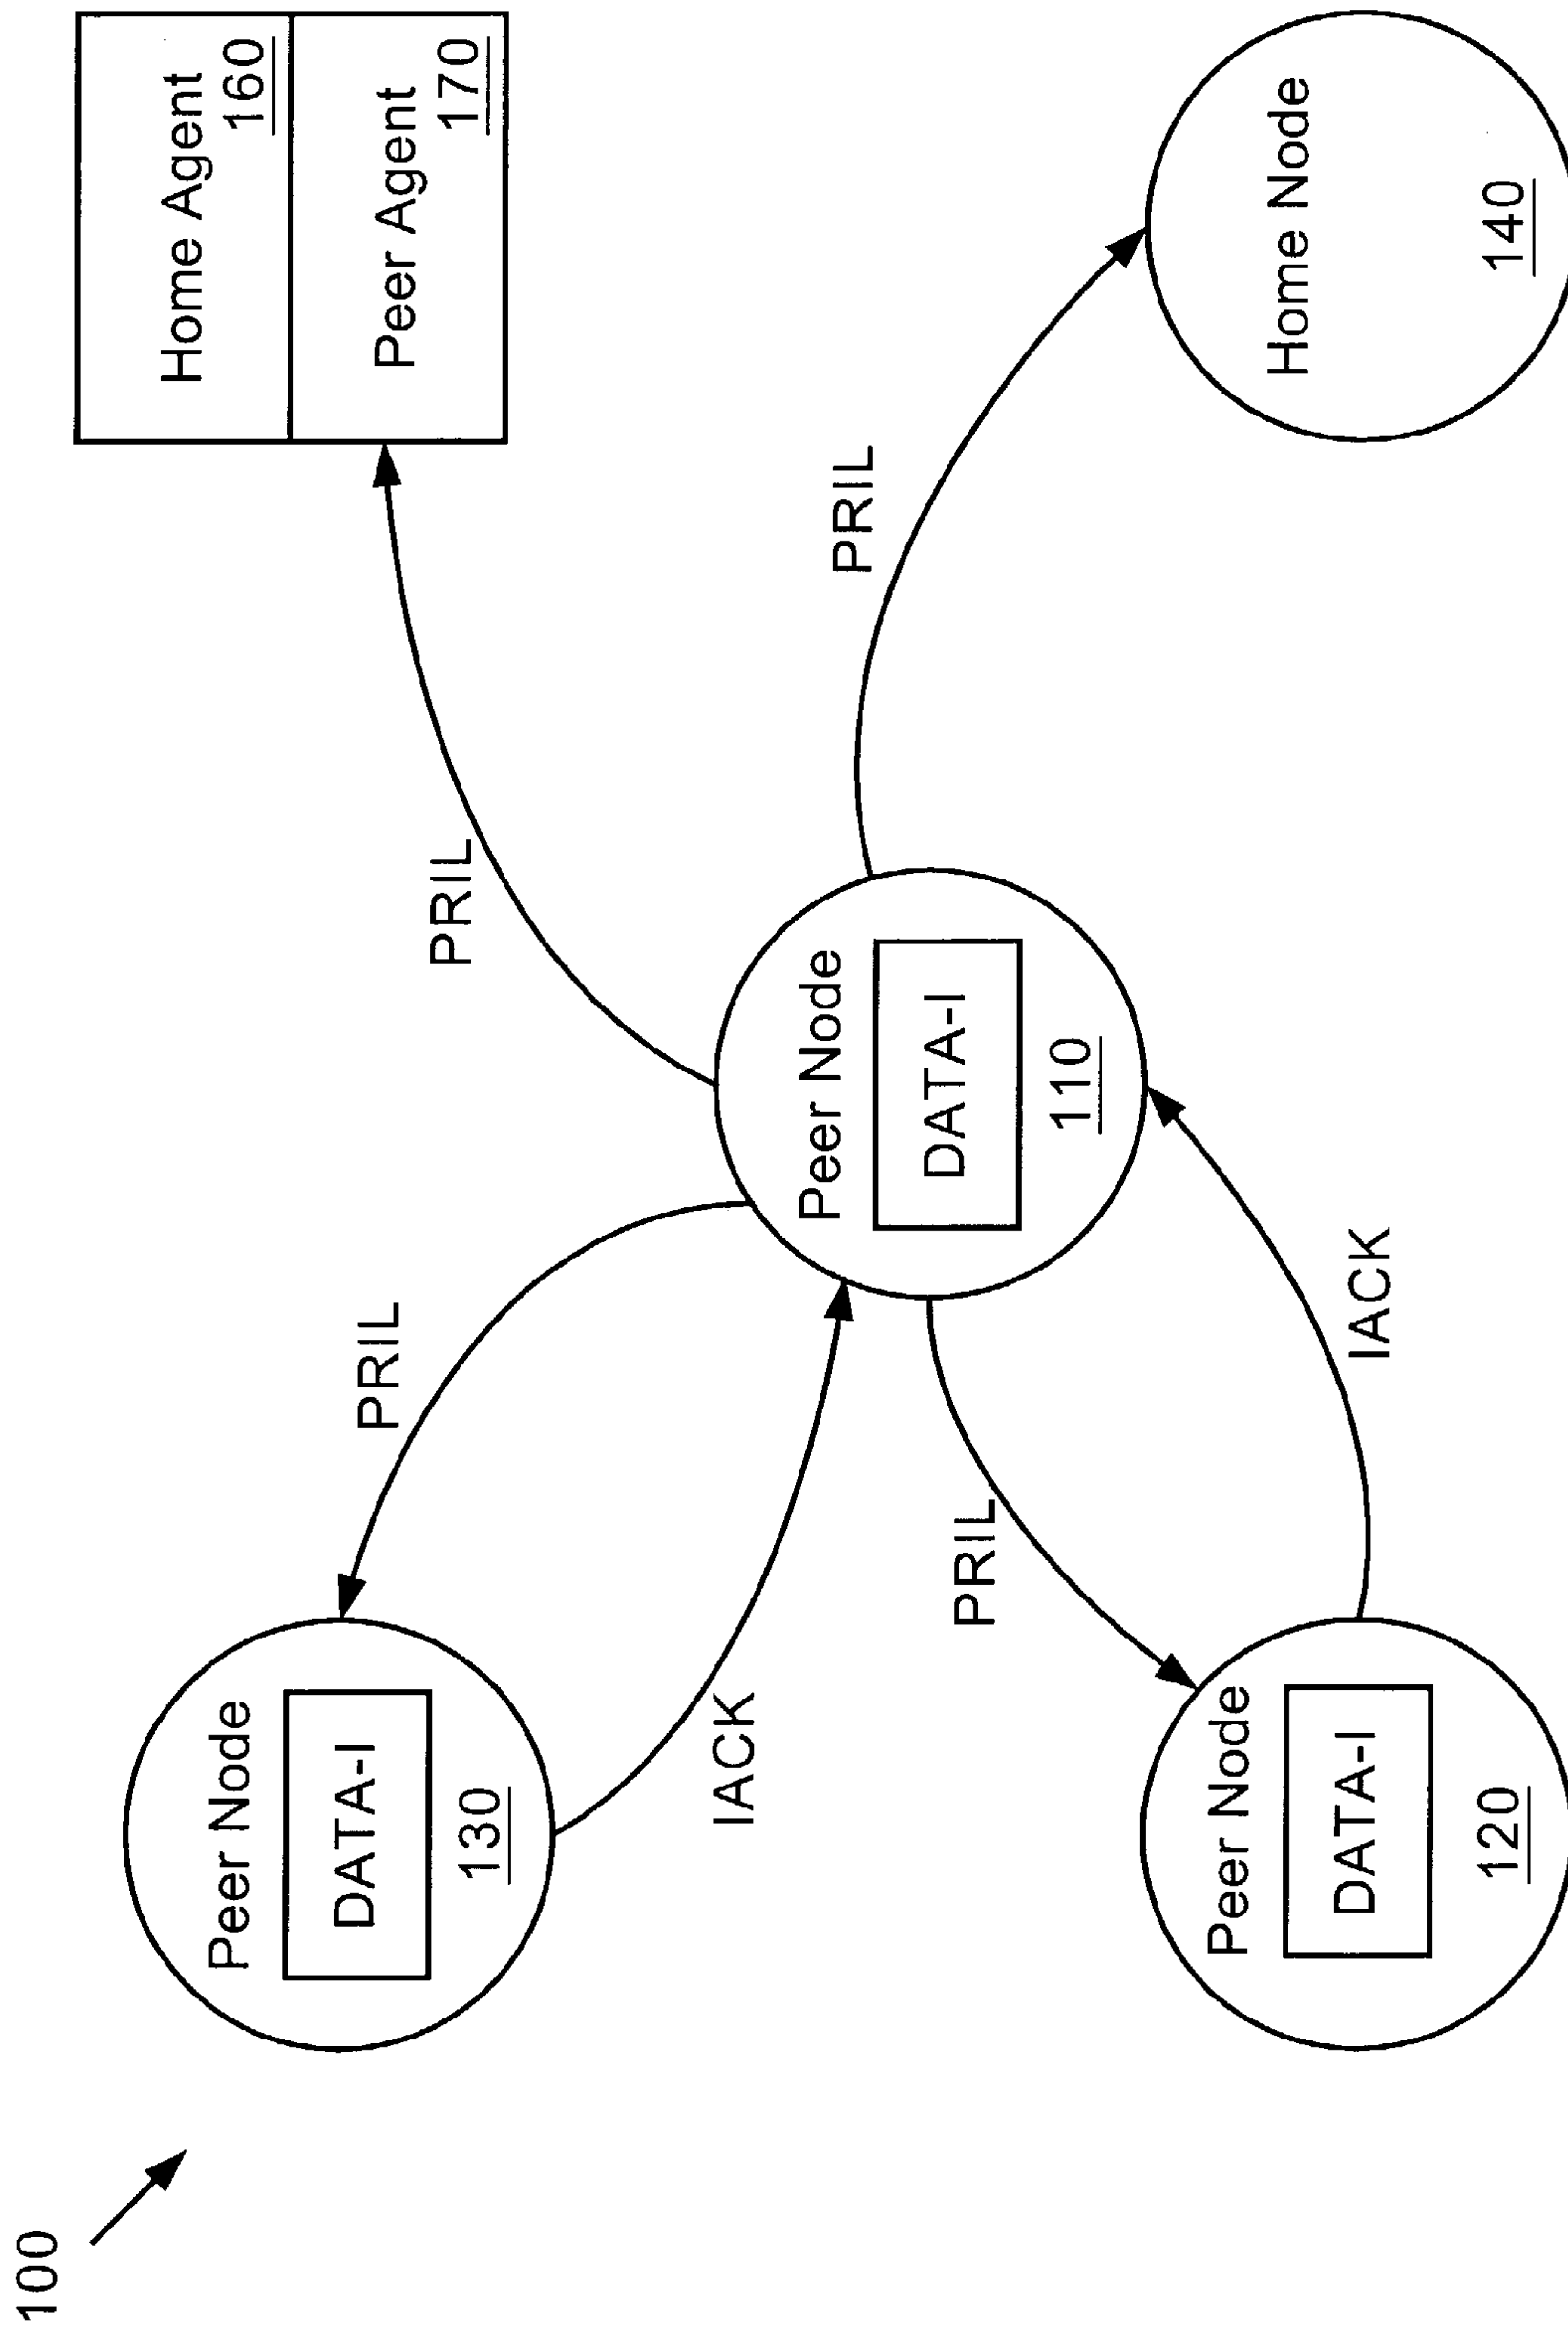 100
Peer Node
DATA-I
130
PRIL
IACK
PRIL
Home Agent
160
Peer Agent
170
Peer Node
DATA-I
110
PRIL
PRIL
IACK
Peer Node
DATA-I
120
Home Node
140